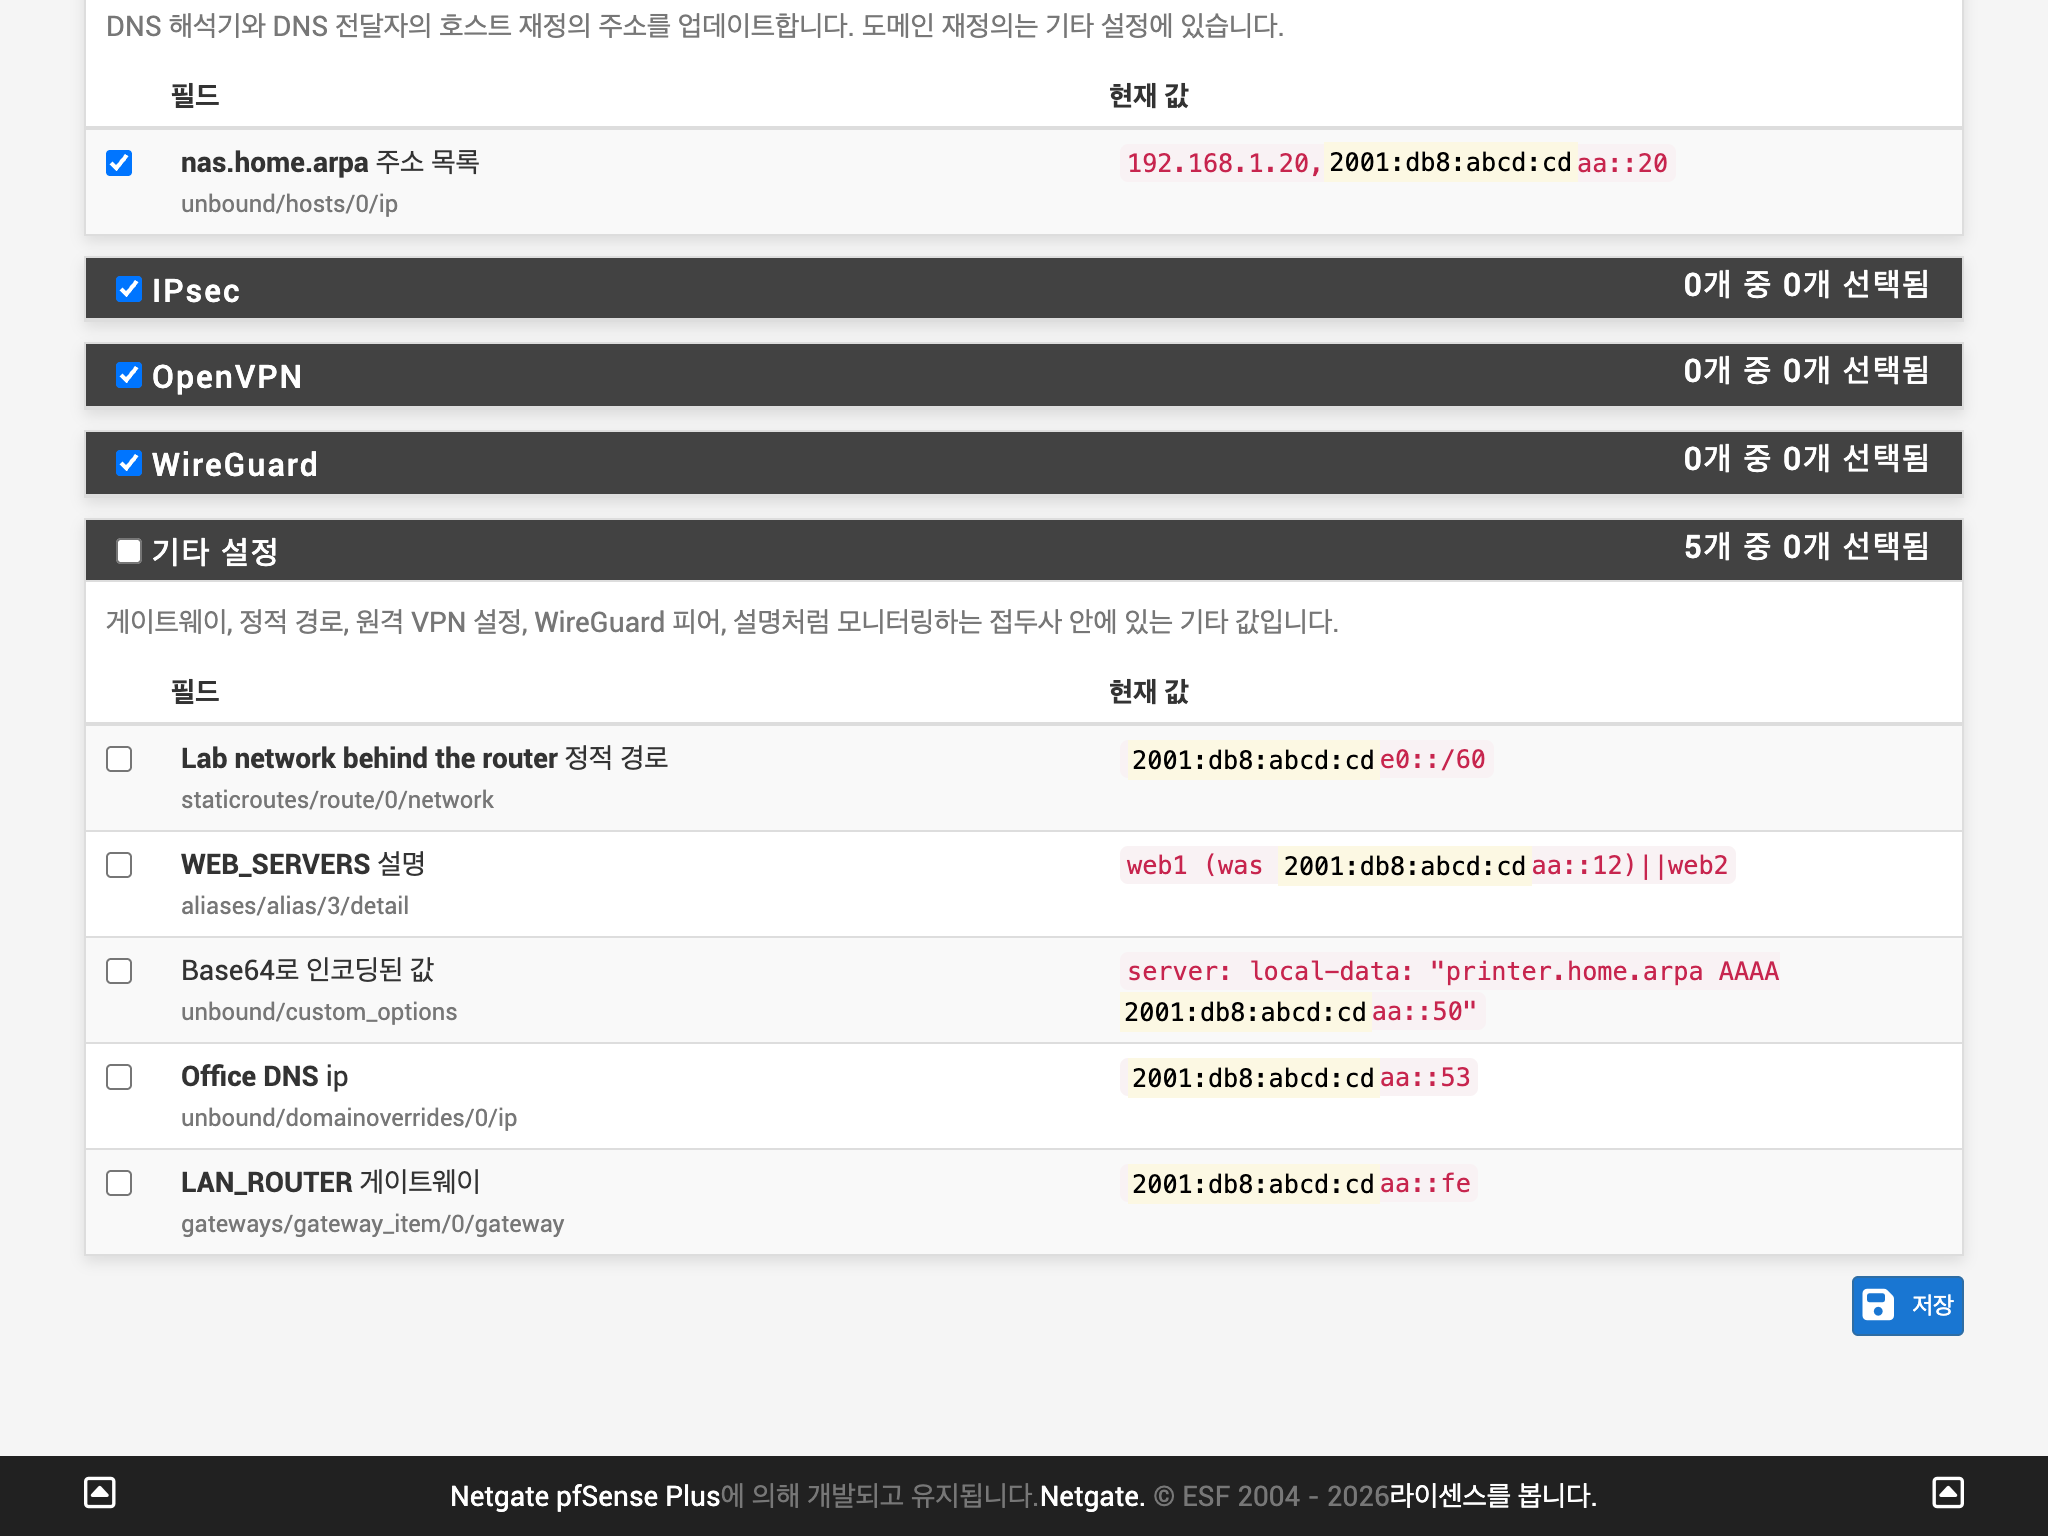 DNS 해석기와 DNS 전달자의 호스트 재정의 주소를 업데이트합니다. 도메인 재정의는 기타 설정에 있습니다.
필드 현재 값
nas.home.arpa 주소 목록 192.168.1.20,2001:db8:abcd:cdaa::20
unbound/hosts/0/ip
IPsec 0개 중 0개 선택됨
OpenVPN 0개 중 0개 선택됨
WireGuard 0개 중 0개 선택됨
기타 설정 5개 중 0개 선택됨
게이트웨이, 정적 경로, 원격 VPN 설정, WireGuard 피어, 설명처럼 모니터링하는 접두사 안에 있는 기타 값입니다.
필드 현재 값
Lab network behind the router 정적 경로 2001:db8:abcd:cde0::/60
staticroutes/route/0/network
WEB_SERVERS 설명 web1 (was 2001:db8:abcd:cdaa::12)||web2
aliases/alias/3/detail
Base64로 인코딩된 값 server: local-data: "printer.home.arpa AAAA
unbound/custom_options 2001:db8:abcd:cdaa::50"
Office DNS ip 2001:db8:abcd:cdaa::53
unbound/domainoverrides/0/ip
LAN_ROUTER 게이트웨이 2001:db8:abcd:cdaa::fe
gateways/gateway_item/0/gateway
저장
Netgate pfSense Plus에 의해 개발되고 유지됩니다.Netgate. © ESF 2004 - 2026라이센스를 봅니다.